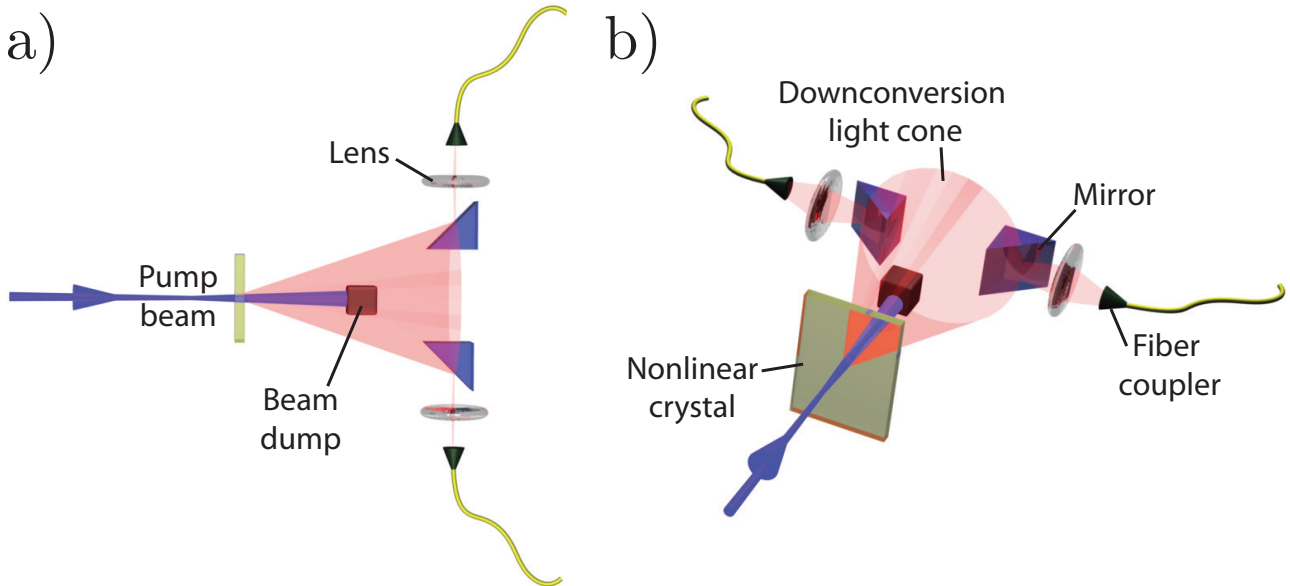 a)
Lens
Pump
beam
Beam
dump
b)
Downconversion
light cone
Mirror
Nonlinear
crystal
Fiber
coupler